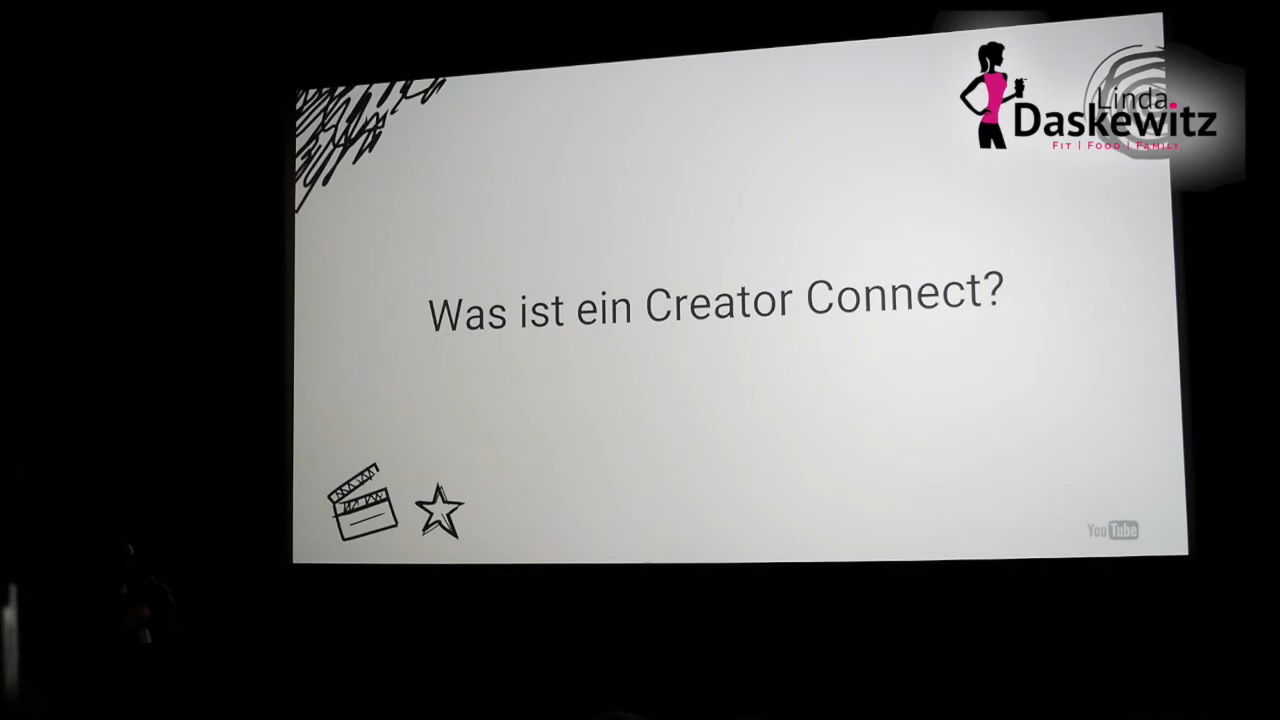 Linda
Daskewitz
FIT | FOOD | FAMILY
Was ist ein Creator Connect?
YouTube